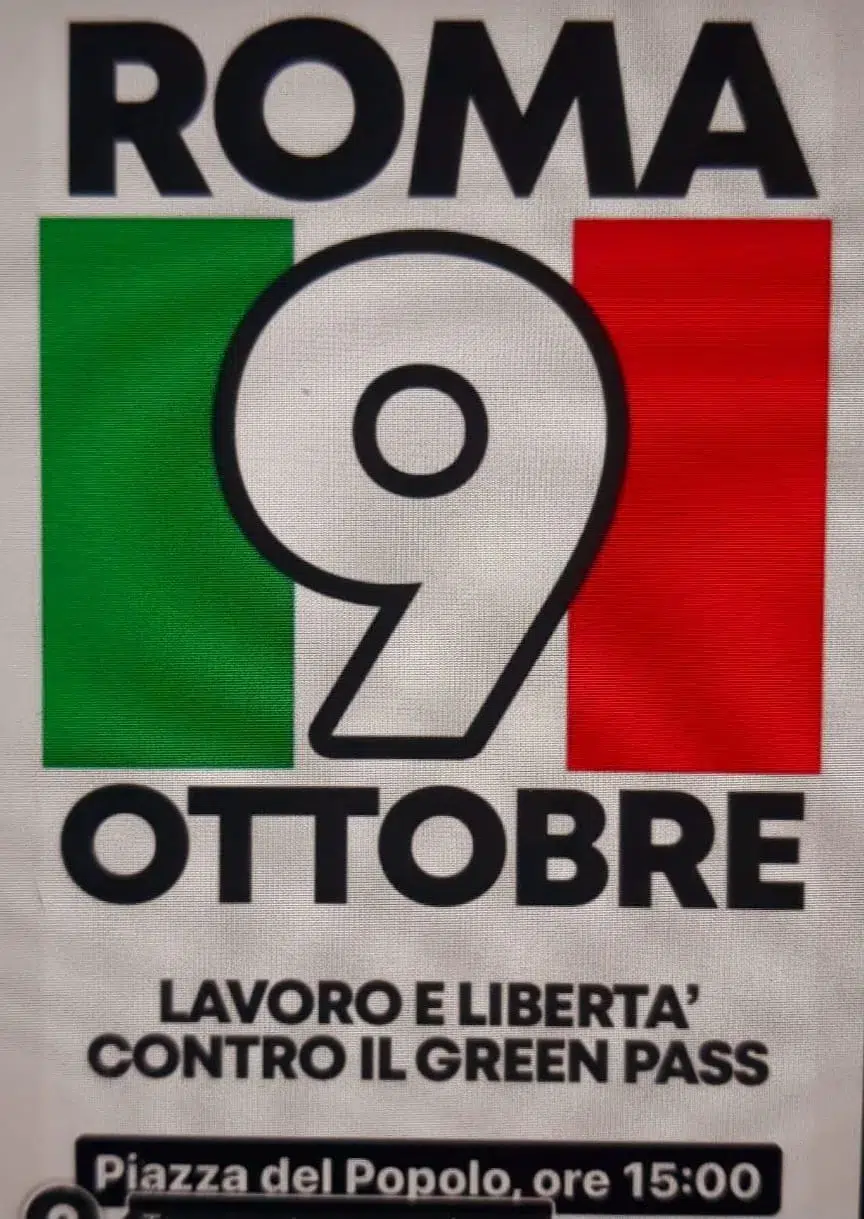 ROMA
9
OTTOBRE
LAVORO E LIBERTA’
CONTRO IL GREEN PASS
Piazza del Popolo, ore 15:00